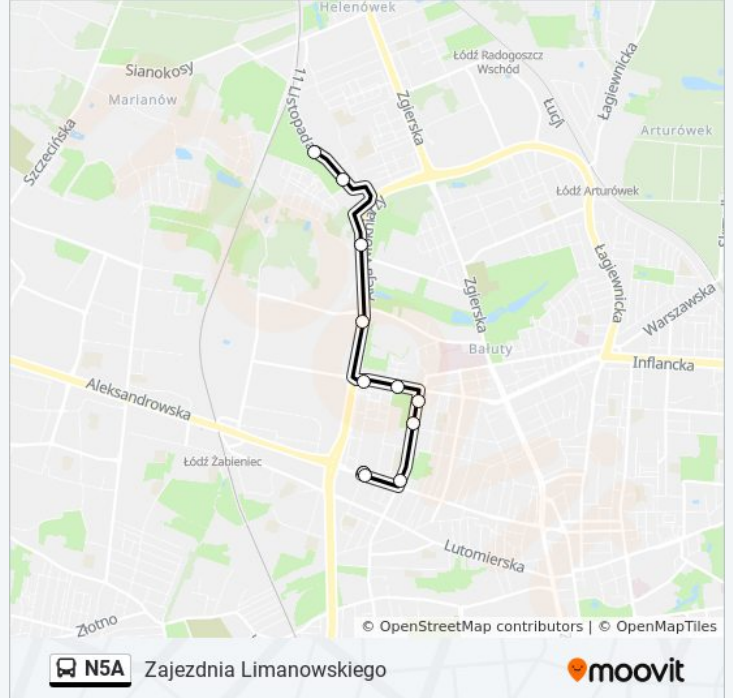 Helenówek
Łódź Radogoszcz
Wschód
Sianokosy
Marianów
11 Listopada
Zgierska
Łucji
Łagiewnicka
Szczecińska
Arturówek
Łódź Arturówek
Łagiewnicka
Zgierska
Warszawska
Bałuty
Inflancka
Aleksandrowska
Łódź Żabieniec
Lutomierska
Złotno
© OpenStreetMap contributors | © OpenMapTiles
N5A Zajezdnia Limanowskiego
moovit